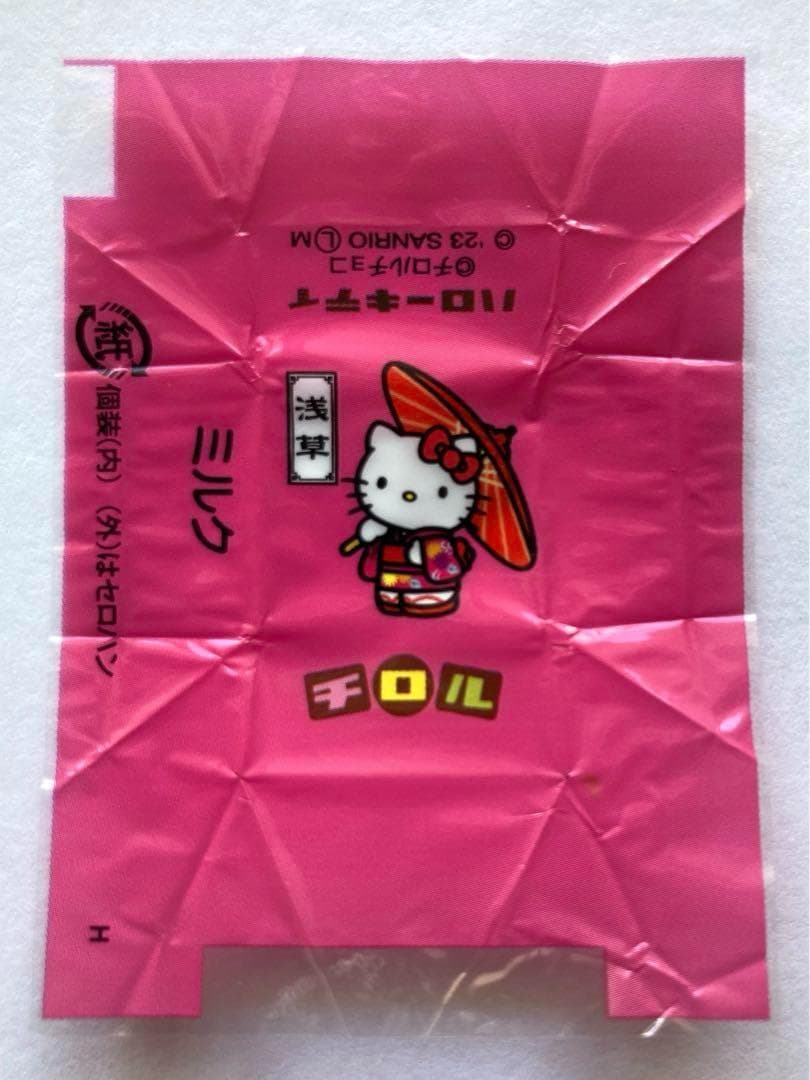 © '23 SANRIO Ⓛ M
©チロルチョコ
ハローキティ
浅草
チロル
ミルク
紙
個装(内) (外)はセロハン
H